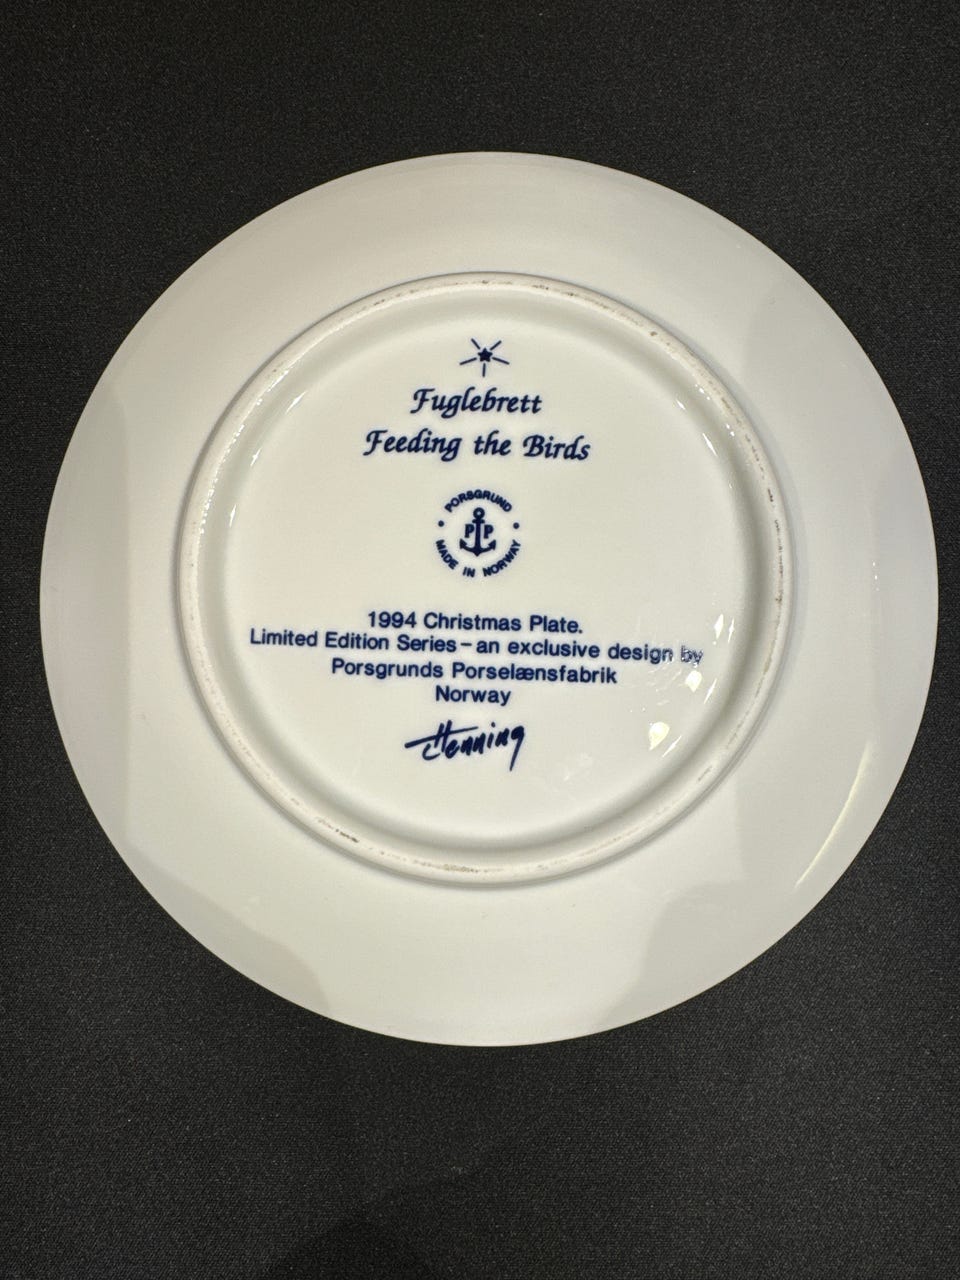 Fuglebrett
Feeding the Birds
PORSGRUND
P P
MADE IN NORWAY
1994 Christmas Plate.
Limited Edition Series – an exclusive design by
Porsgrunds Porselænsfabrik
Norway
Henning